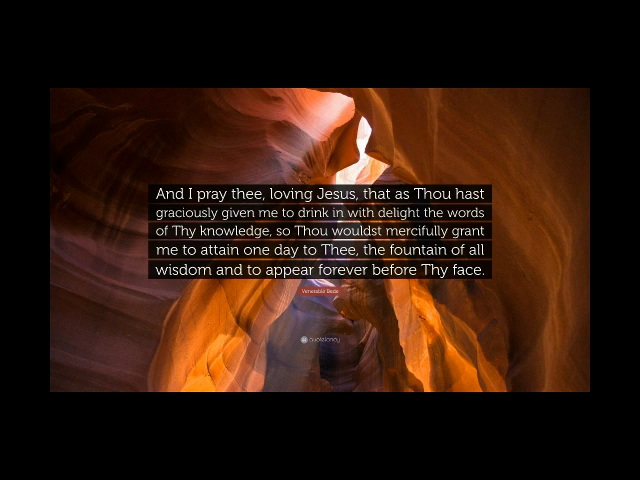 And I pray thee, loving Jesus, that as Thou hast
graciously given me to drink in with delight the words
of Thy knowledge, so Thou wouldst mercifully grant
me to attain one day to Thee, the fountain of all
wisdom and to appear forever before Thy face.
Venerable Bede
quotefancy